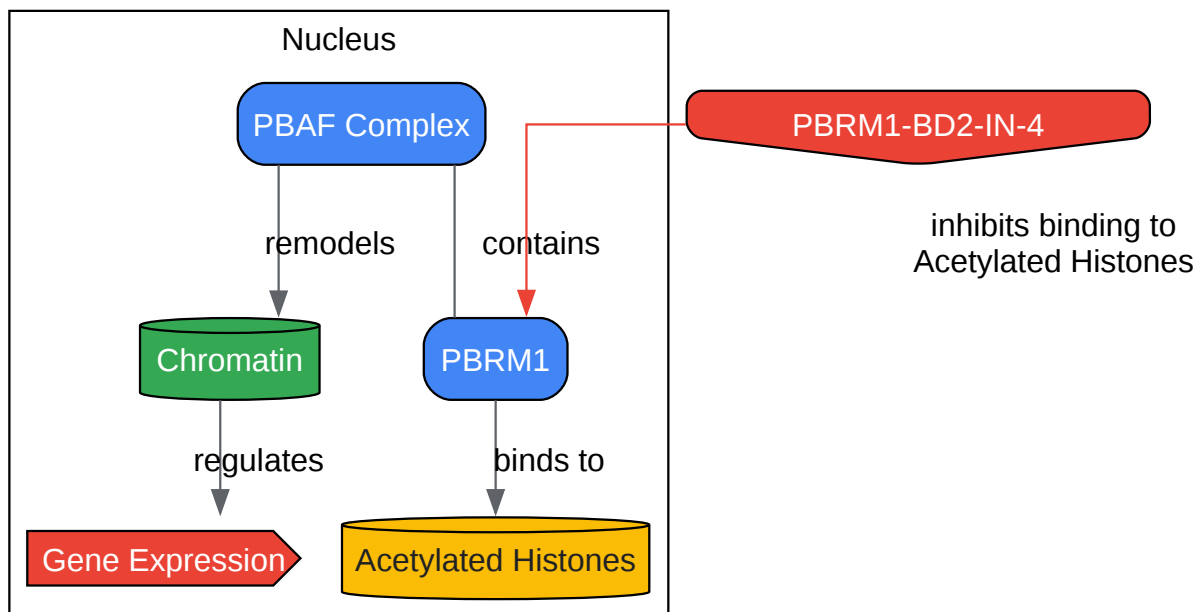 Nucleus
PBAF Complex
PBRM1-BD2-IN-4
remodels
contains
inhibits binding to
Acetylated Histones
Chromatin
PBRM1
regulates
binds to
Gene Expression
Acetylated Histones